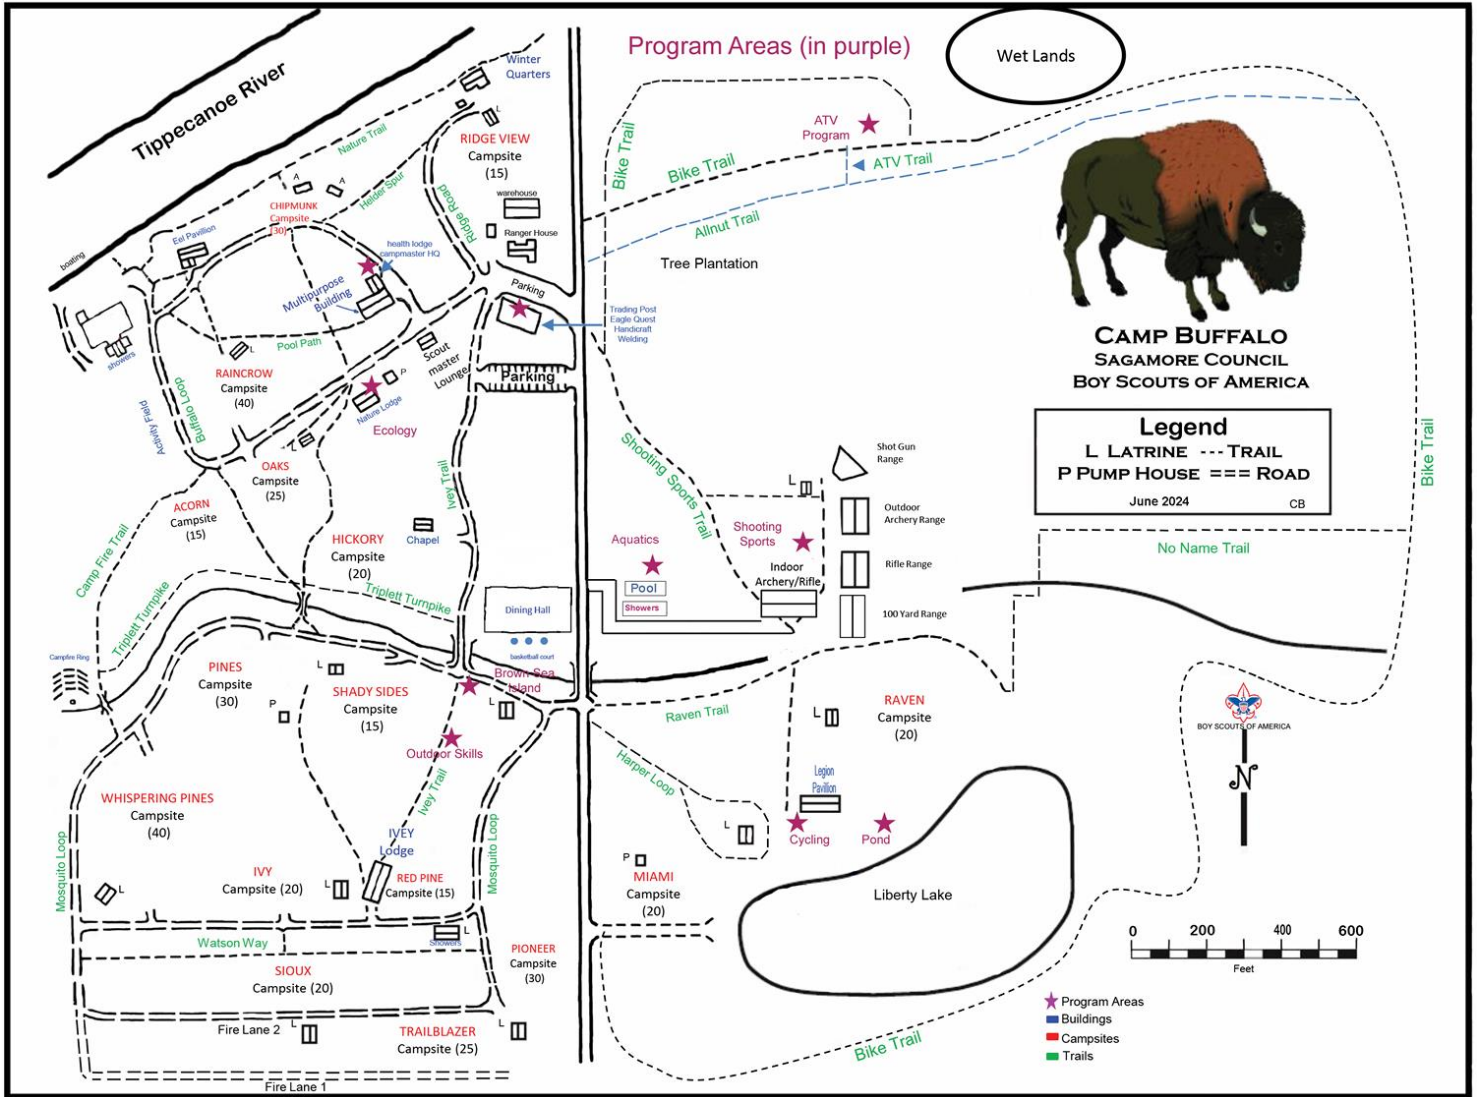 Program Areas (in purple)
Wet Lands
Tippecanoe River
Winter
Quarters
L
Nature Trail
RIDGE VIEW
Campsite
(15)
Bike Trail
ATV
Program
Bike Trail
ATV Trail
Allnut Trail
Tree Plantation
A
A
Helder Spur
CHIPMUNK
Campsite
(30)
Ridge Road
warehouse
Ranger House
Eel Pavillion
boating
health lodge
campmaster HQ
Multipurpose
Building
Parking
Trading Post
Eagle Quest
Handicraft
Welding
CAMP BUFFALO
SAGAMORE COUNCIL
BOY SCOUTS OF AMERICA
Legend
L LATRINE --- TRAIL
P PUMP HOUSE === ROAD
June 2024
CB
showers
Pool Path
L
Scout
master
Lounge
Parking
RAINCROW
Campsite
(40)
Buffalo Loop
Activity Field
P
Nature Lodge
Ecology
L
OAKS
Campsite
(25)
Ivey Trail
Shooting Sports Trail
Bike Trail
ACORN
Campsite
(15)
Camp Fire Trail
HICKORY
Campsite
(20)
Chapel
L
Shot Gun
Range
Outdoor
Archery Range
Shooting
Sports
Rifle Range
Indoor
Archery/Rifle
100 Yard Range
Aquatics
Pool
Showers
No Name Trail
Triplett Turnpike
Triplett Turnpike
Dining Hall
basketball court
Campfire Ring
PINES
Campsite
(30)
L
SHADY SIDES
Campsite
(15)
P
Brown Sea
Island
L
Outdoor Skills
Ivey Trail
Raven Trail
L
RAVEN
Campsite
(20)
Harper Loop
Legion
Pavillion
BOY SCOUTS OF AMERICA
N
L
Cycling
Pond
WHISPERING PINES
Campsite
(40)
Mosquito Loop
Mosquito Loop
IVEY
Lodge
L
IVY
Campsite (20)
L
RED PINE
Campsite (15)
P
MIAMI
Campsite
(20)
Liberty Lake
Watson Way
L
Showers
PIONEER
Campsite
(30)
SIOUX
Campsite (20)
Fire Lane 2
L
TRAILBLAZER
Campsite (25)
L
Fire Lane 1
Bike Trail
0 200 400 600
Feet
Program Areas
Buildings
Campsites
Trails